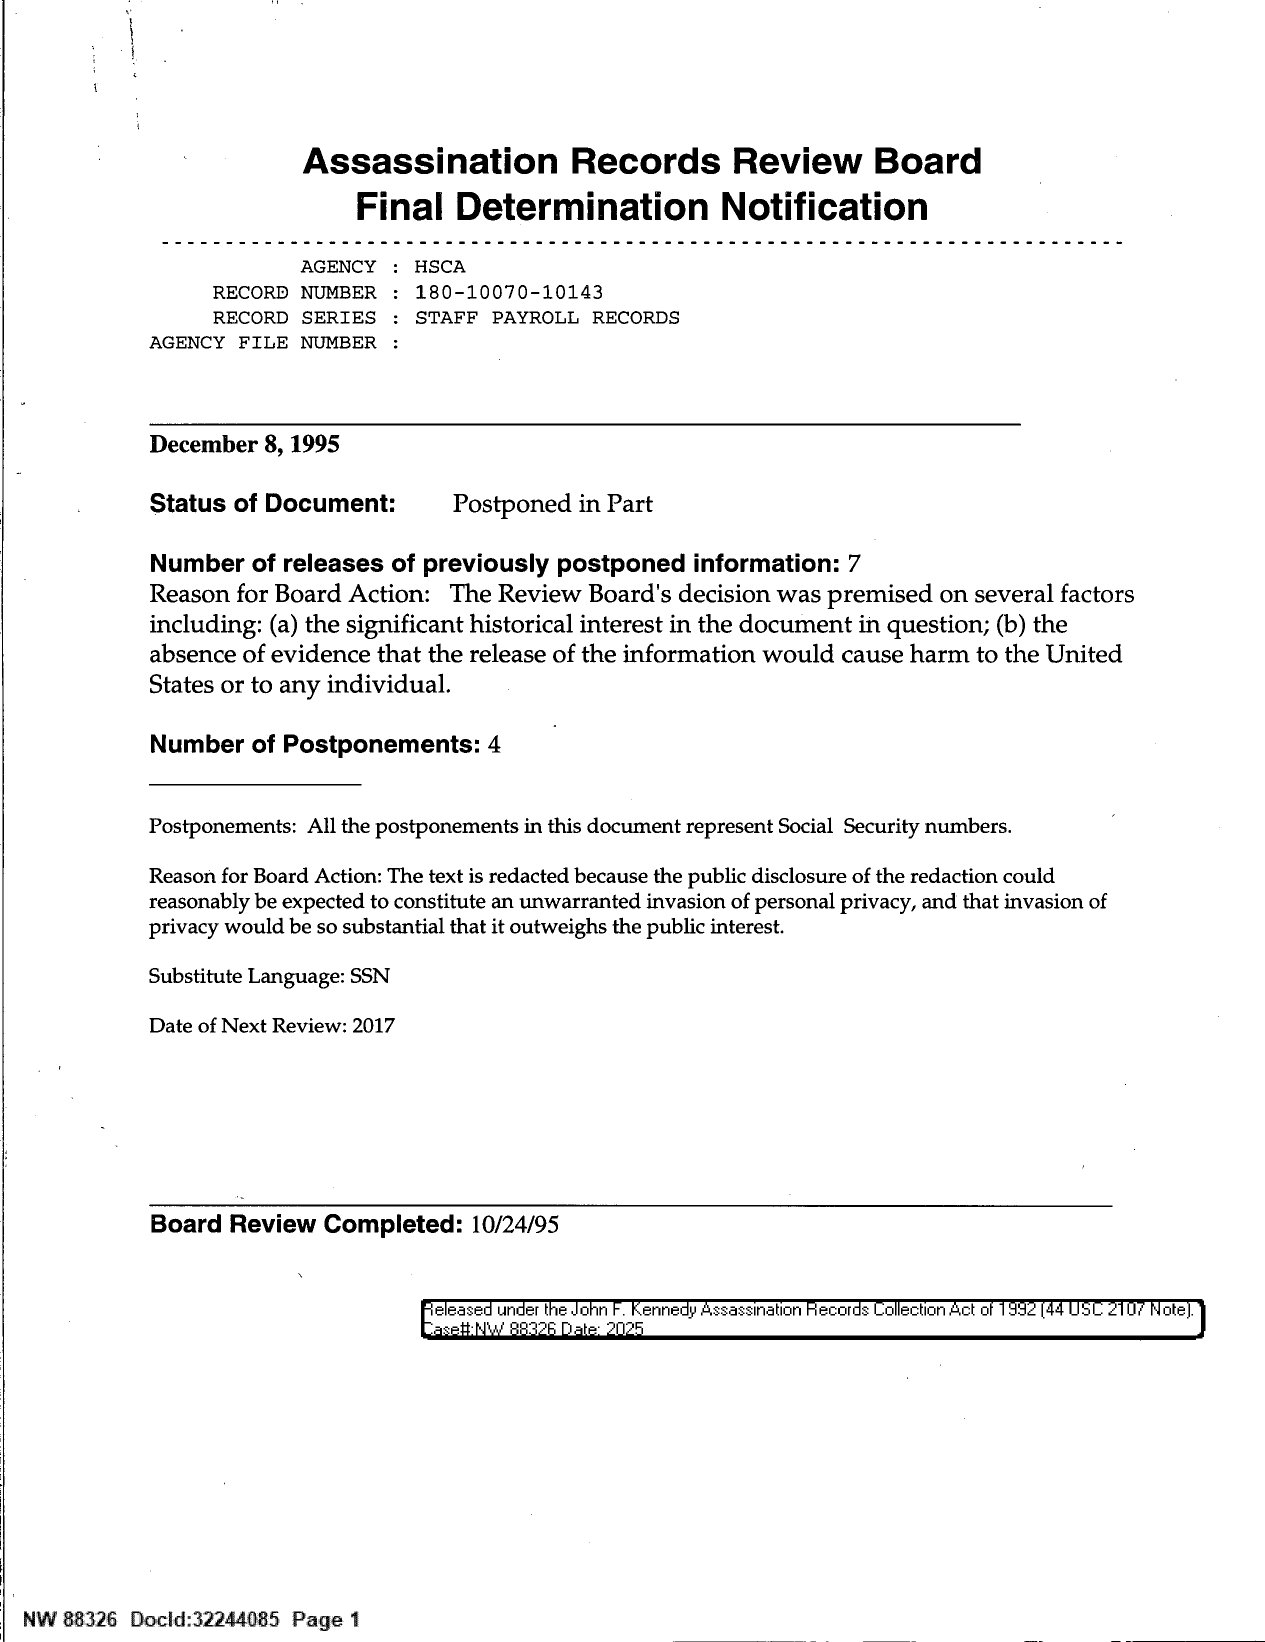 Assassination Records Review Board
Final Determination Notification
AGENCY : HSCA
RECORD NUMBER : 180-10070-10143
RECORD SERIES : STAFF PAYROLL RECORDS
AGENCY FILE NUMBER :
December 8, 1995
Status of Document: Postponed in Part
Number of releases of previously postponed information: 7
Reason for Board Action: The Review Board's decision was premised on several factors
including: (a) the significant historical interest in the document in question; (b) the
absence of evidence that the release of the information would cause harm to the United
States or to any individual.
Number of Postponements: 4
Postponements: All the postponements in this document represent Social Security numbers.
Reason for Board Action: The text is redacted because the public disclosure of the redaction could
reasonably be expected to constitute an unwarranted invasion of personal privacy, and that invasion of
privacy would be so substantial that it outweighs the public interest.
Substitute Language: SSN
Date of Next Review: 2017
Board Review Completed: 10/24/95
Released under the John F. Kennedy Assassination Records Collection Act of 1992 (44 USC 2107 Note).
Case#:NW 88326 Date: 2025
NW 88326 DocId:32244085 Page 1